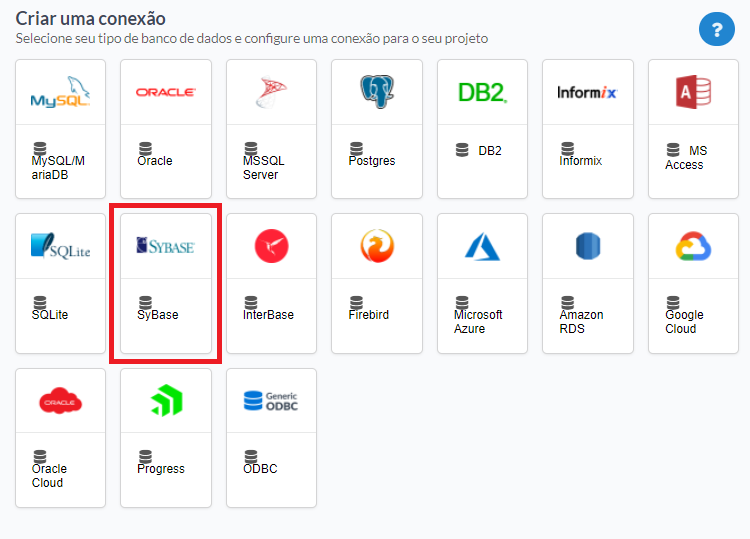 Criar uma conexão
Selecione seu tipo de banco de dados e configure uma conexão para o seu projeto
?
MySQL
ORACLE
DB2
Informix
A
MySQL/M
ariaDB
Oracle
MSSQL
Server
Postgres
DB2
Informix
MS
Access
SQLite
SYBASE
SQLite
SyBase
InterBase
Firebird
Microsoft
Azure
Amazon
RDS
Google
Cloud
ORACLE
Generic
ODBC
Oracle
Cloud
Progress
ODBC